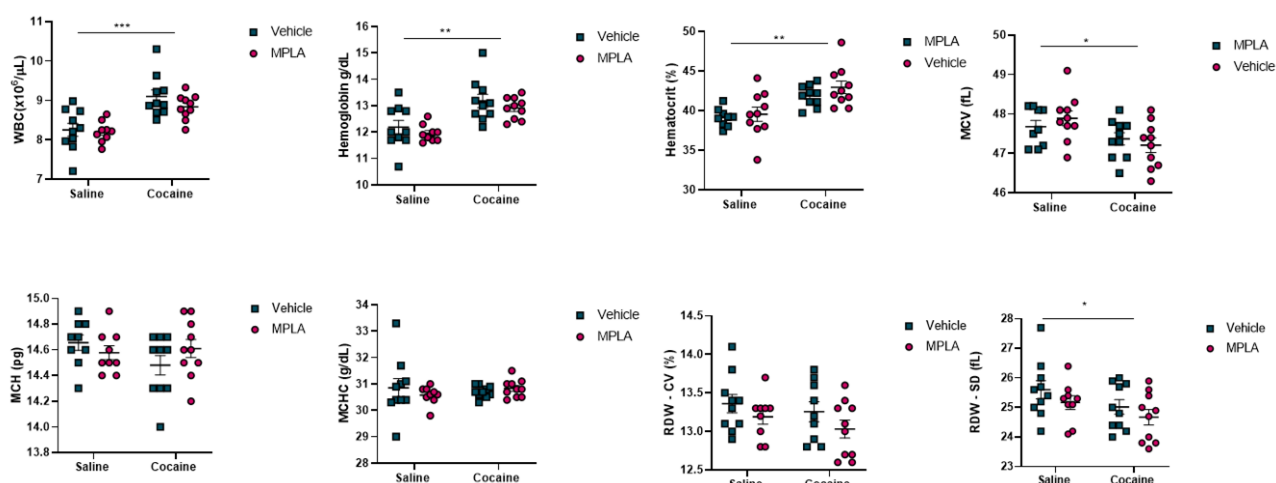 WBC(x10⁶/µL)
11
10
9
8
7
***
Saline
Cocaine
Vehicle
MPLA
Hemoglobin g/dL
16
15
14
13
12
11
10
**
Saline
Cocaine
Vehicle
MPLA
Hematocrit (%)
50
45
40
35
30
**
Saline
Cocaine
MPLA
Vehicle
MCV (fL)
50
49
48
47
46
*
Saline
Cocaine
MPLA
Vehicle
MCH (pg)
15.0
14.8
14.6
14.4
14.2
14.0
13.8
Saline
Cocaine
Vehicle
MPLA
MCHC (g/dL)
34
33
32
31
30
29
28
Saline
Cocaine
Vehicle
MPLA
RDW - CV (%)
14.5
14.0
13.5
13.0
12.5
Saline
Cocaine
Vehicle
MPLA
RDW - SD (fL)
28
27
26
25
24
23
*
Saline
Cocaine
Vehicle
MPLA